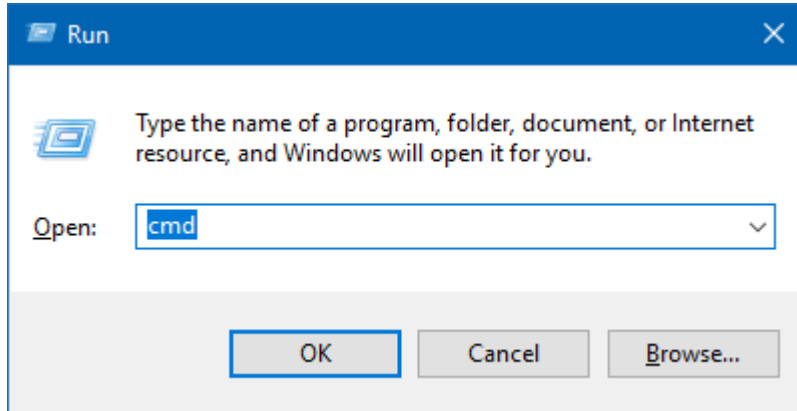 Run
Type the name of a program, folder, document, or Internet
resource, and Windows will open it for you.
Open: cmd
OK Cancel Browse...